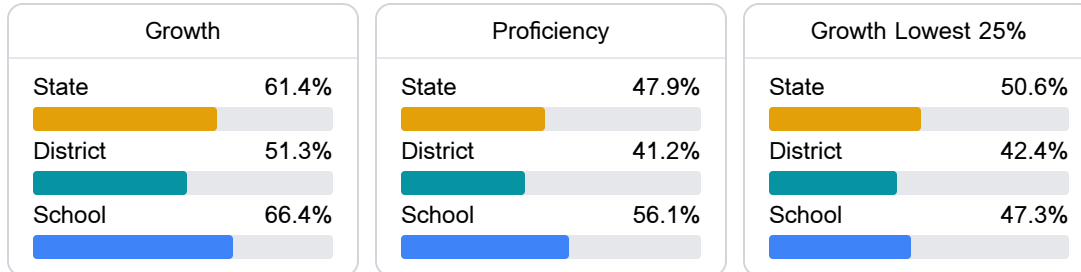 Growth
State 61.4%
District 51.3%
School 66.4%
Proficiency
State 47.9%
District 41.2%
School 56.1%
Growth Lowest 25%
State 50.6%
District 42.4%
School 47.3%